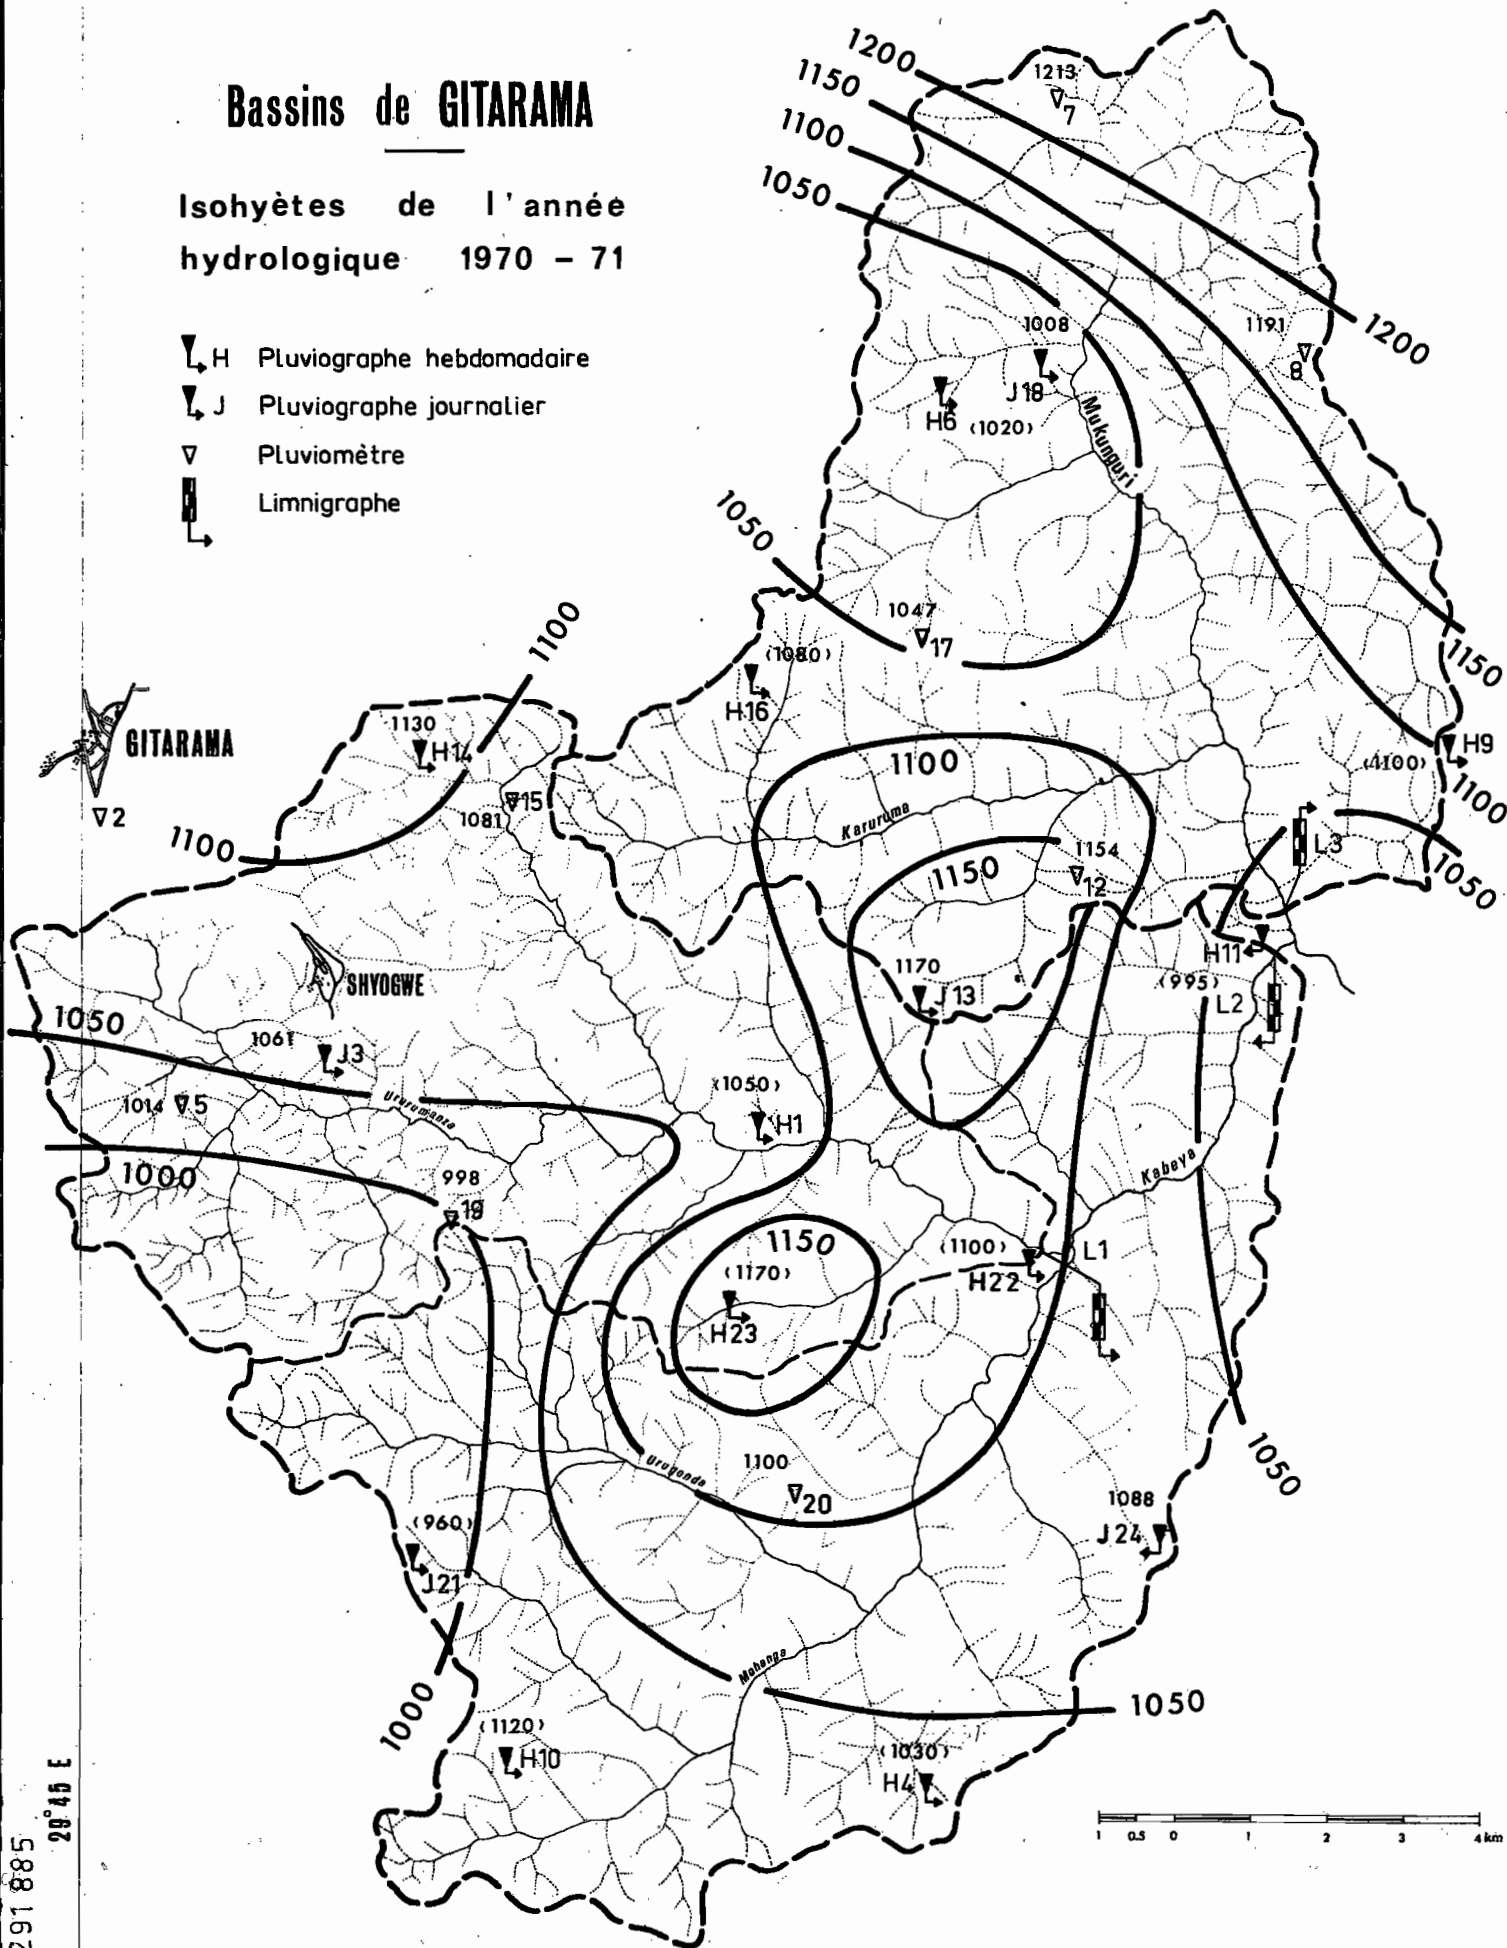 Bassins de GITARAMA
Isohyètes de l'année
hydrologique 1970 - 71
H Pluviographe hebdomadaire
J Pluviographe journalier
Pluviomètre
Limnigraphe
1200
1150
1100
1050
1213
7
1200
1191
8
1008
J18
H6 (1020)
Mukunguri
1050
1047
17
1150
1100
(1080)
H16
GITARAMA
2
1130
H14
15
1081
1100
1100
Karuruma
H9
(1100)
1100
L3
1050
1150
1154
12
1170
J13
H11
(995)
L2
SHYOGWE
1050
1061
J3
1014 5
Ururumanza
(1050)
H1
1000
998
19
Kabaya
1150
(1170)
H23
(1100)
H22
L1
1050
Urugonda
1100
20
1088
J24
(960)
J21
Mahanga
1000
1050
(1120)
H10
(1030)
H4
29°45 E
291885
1 0.5 0 1 2 3 4 km